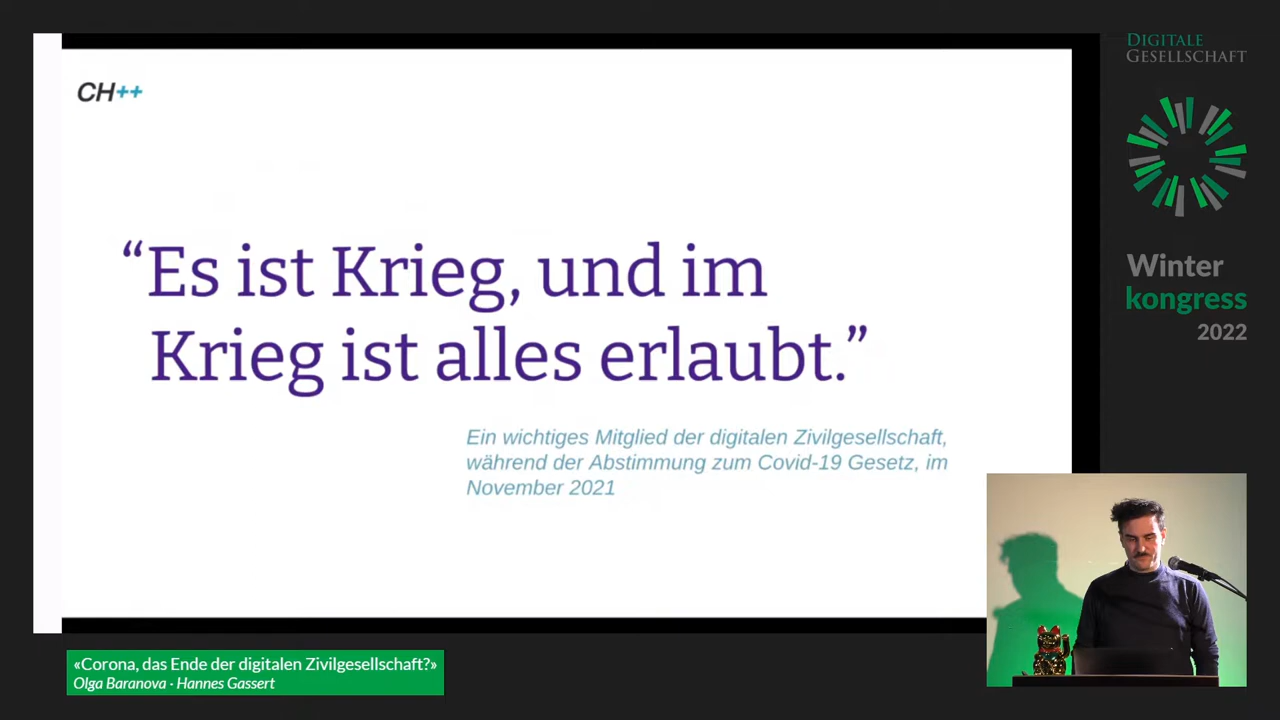 CH++
“Es ist Krieg, und im
Krieg ist alles erlaubt.”
Ein wichtiges Mitglied der digitalen Zivilgesellschaft,
während der Abstimmung zum Covid-19 Gesetz, im
November 2021
DIGITALE
GESELLSCHAFT
Winter
kongress
2022
«Corona, das Ende der digitalen Zivilgesellschaft?»
Olga Baranova · Hannes Gassert